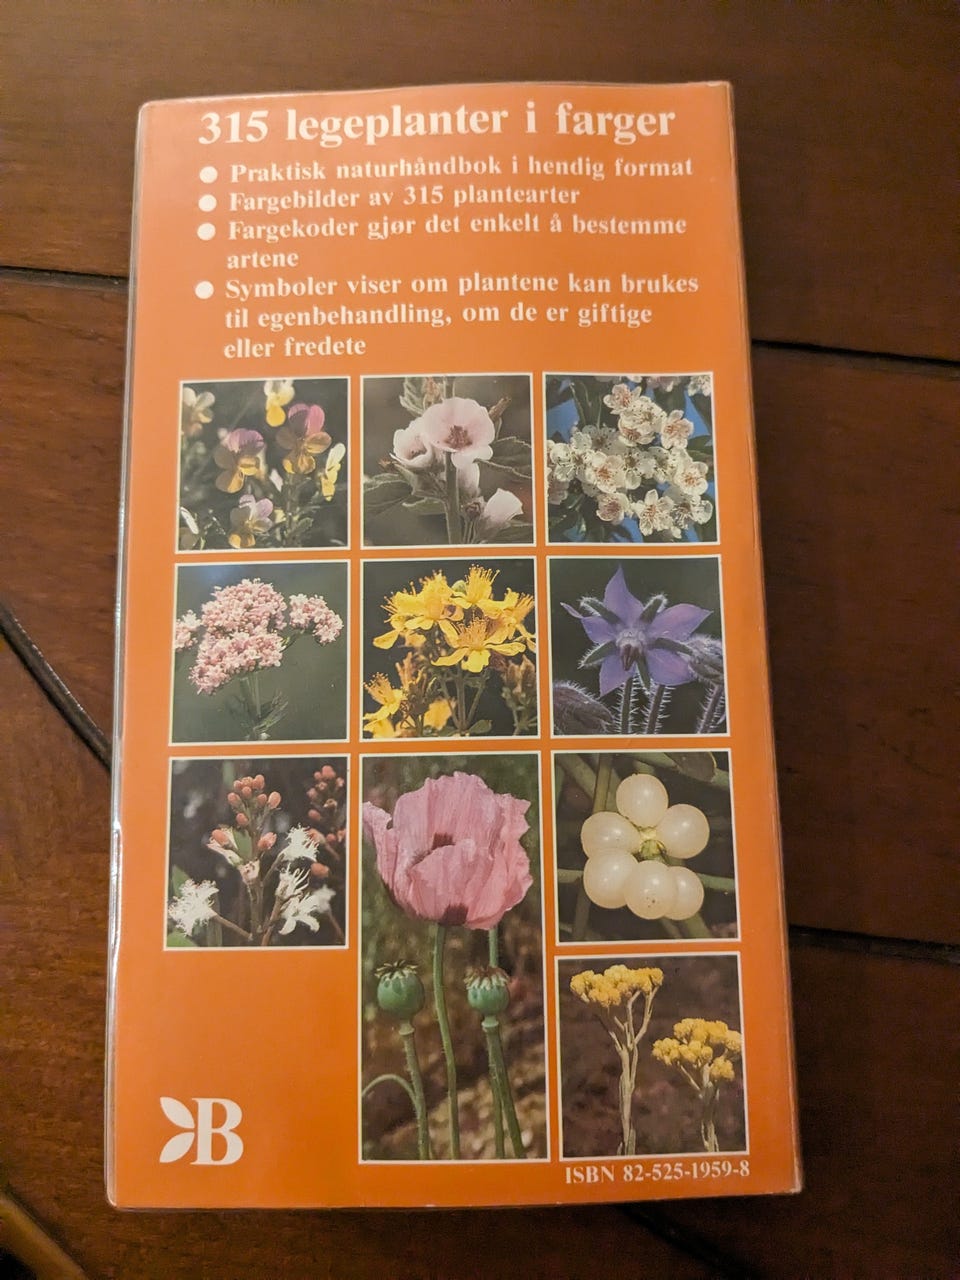 315 legeplanter i farger
● Praktisk naturhåndbok i hendig format
● Fargebilder av 315 plantearter
● Fargekoder gjør det enkelt å bestemme
artene
● Symboler viser om plantene kan brukes
til egenbehandling, om de er giftige
eller fredete
B
ISBN 82-525-1959-8